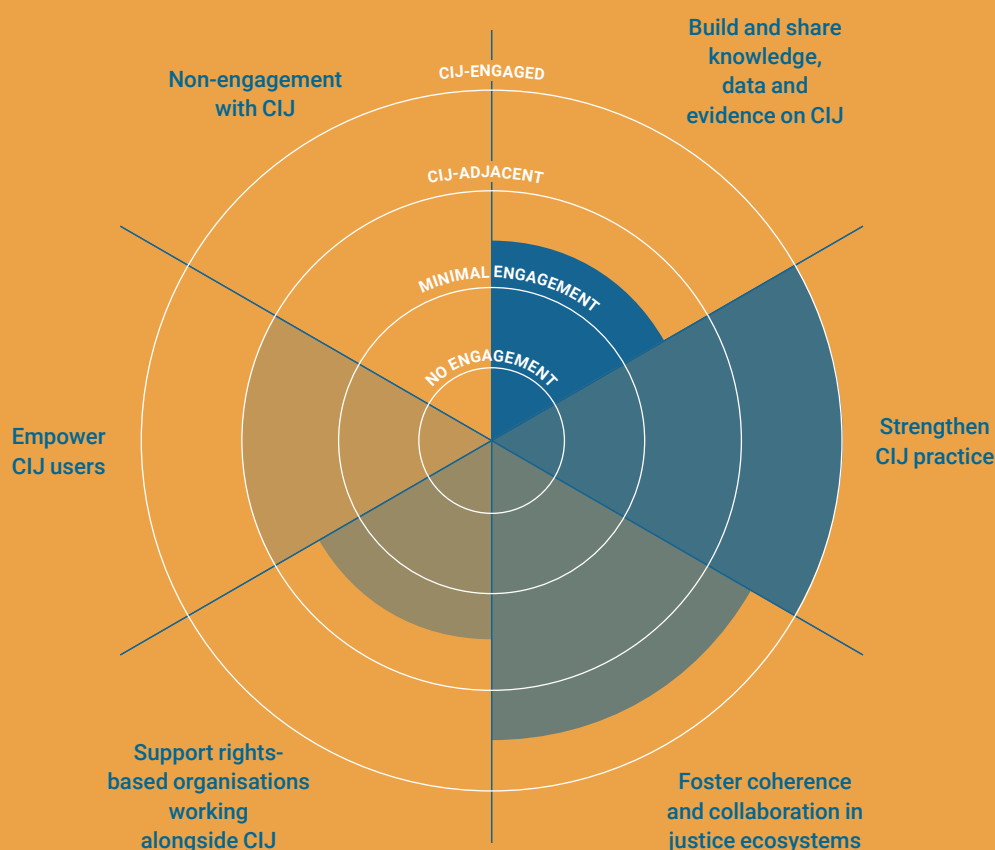 Build and share
knowledge,
data and
evidence on CIJ
Non-engagement
with CIJ
CIJ-ENGAGED
CIJ-ADJACENT
MINIMAL ENGAGEMENT
NO ENGAGEMENT
Empower
CIJ users
Strengthen
CIJ practice
Support rights-
based organisations
working
alongside CIJ
Foster coherence
and collaboration in
justice ecosystems